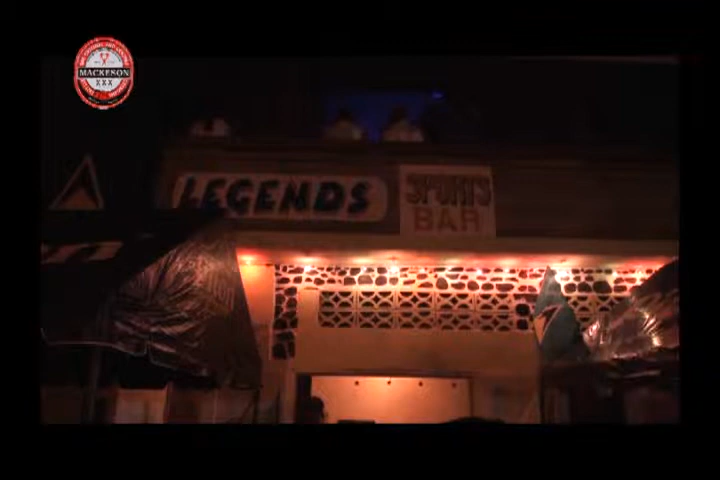 MACKESON
XXX
LEGENDS
SPORTS
BAR